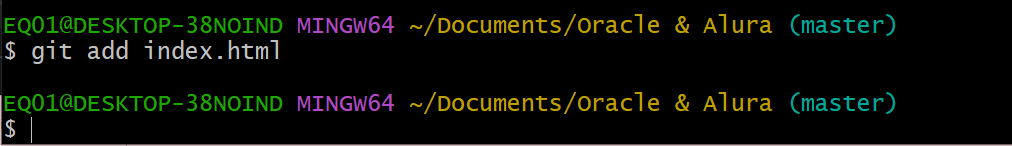 EQ01@DESKTOP-38NOIND MINGW64 ~/Documents/Oracle & Alura (master)
$ git add index.html
EQ01@DESKTOP-38NOIND MINGW64 ~/Documents/Oracle & Alura (master)
$